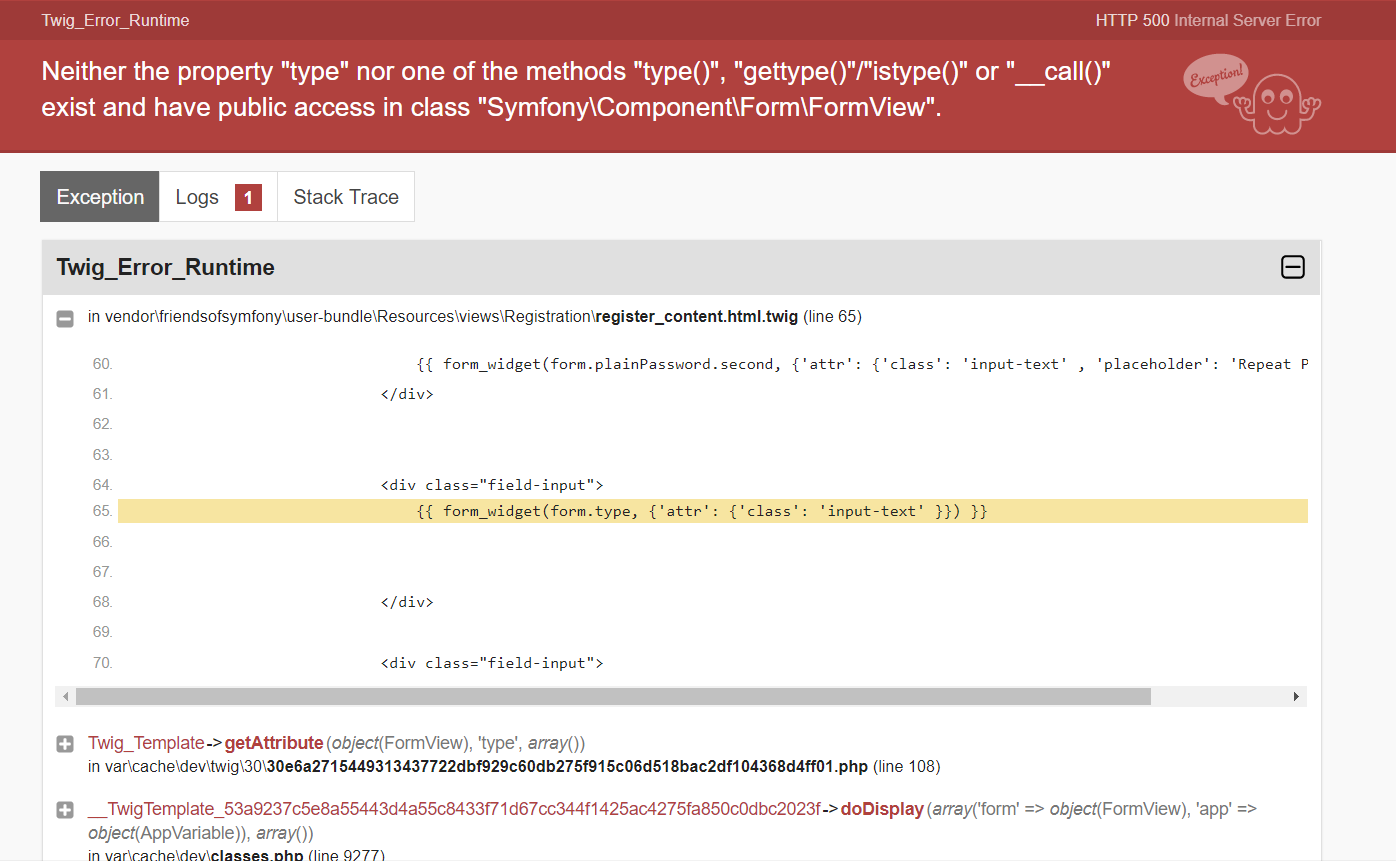 Twig_Error_Runtime
HTTP 500 Internal Server Error
Neither the property "type" nor one of the methods "type()", "gettype()"/"istype()" or "__call()"
exist and have public access in class "Symfony\Component\Form\FormView".
Exception!
Exception
Logs 1
Stack Trace
Twig_Error_Runtime
in vendor\friendsofsymfony\user-bundle\Resources\views\Registration\register_content.html.twig (line 65)
60. {{ form_widget(form.plainPassword.second, {'attr': {'class': 'input-text' , 'placeholder': 'Repeat P
61. </div>
62.
63.
64. <div class="field-input">
65. {{ form_widget(form.type, {'attr': {'class': 'input-text' }}) }}
66.
67.
68. </div>
69.
70. <div class="field-input">
Twig_Template->getAttribute(object(FormView), 'type', array())
in var\cache\dev\twig\30\30e6a2715449313437722dbf929c60db275f915c06d518bac2df104368d4ff01.php (line 108)
__TwigTemplate_53a9237c5e8a55443d4a55c8433f71d67cc344f1425ac4275fa850c0dbc2023f->doDisplay(array('form' => object(FormView), 'app' =>
object(AppVariable)), array())
in var\cache\dev\classes.php (line 9277)